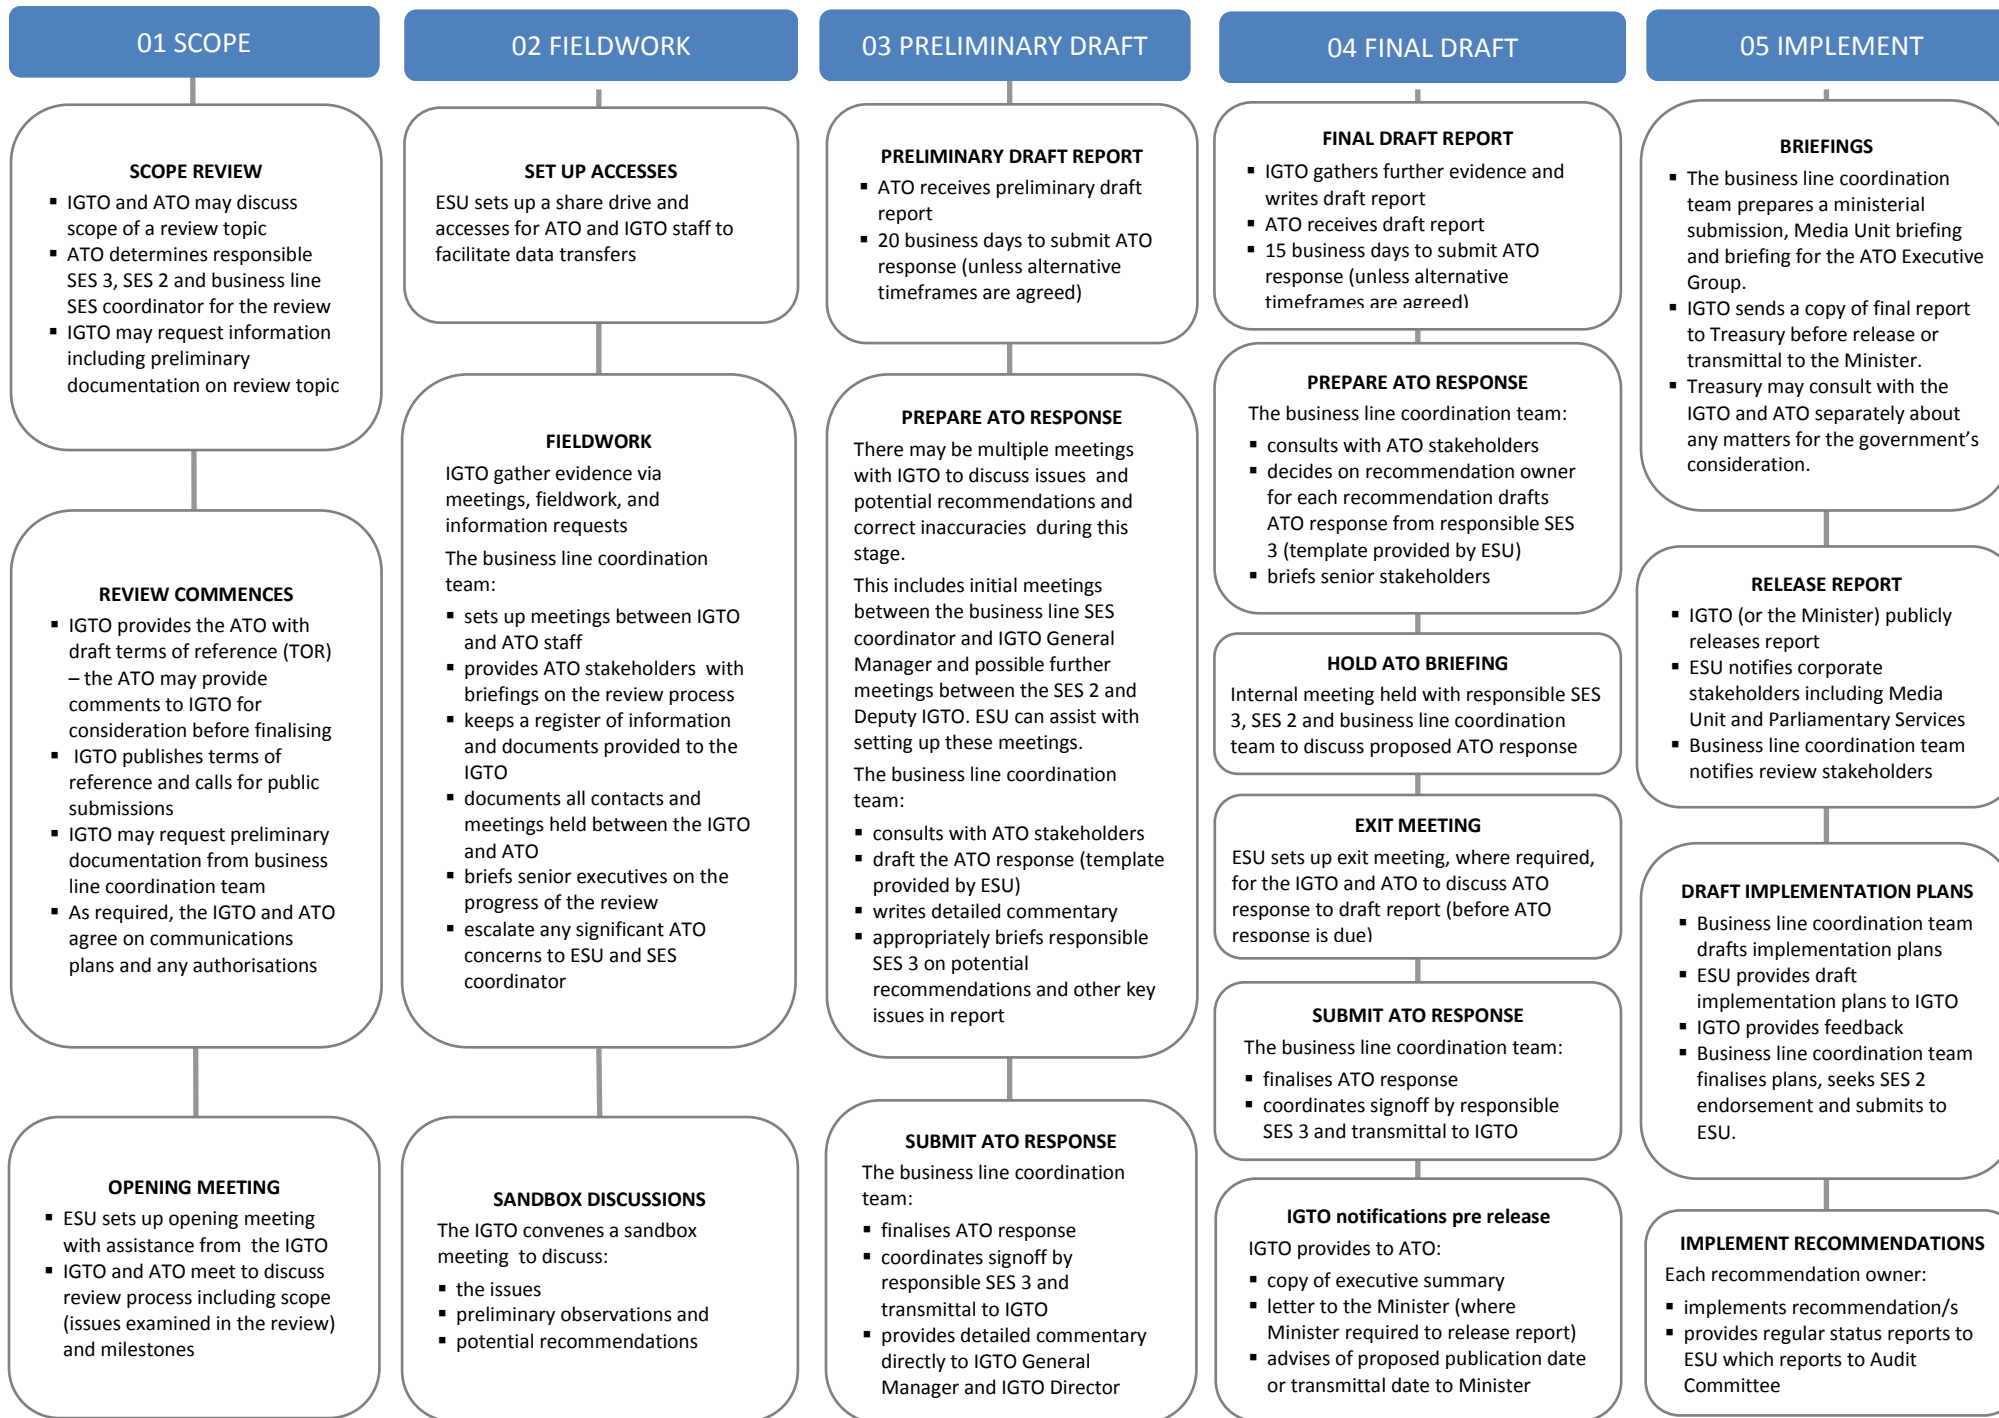 01 SCOPE
SCOPE REVIEW
▪ IGTO and ATO may discuss
scope of a review topic
▪ ATO determines responsible
SES 3, SES 2 and business line
SES coordinator for the review
▪ IGTO may request information
including preliminary
documentation on review topic
REVIEW COMMENCES
▪ IGTO provides the ATO with
draft terms of reference (TOR)
– the ATO may provide
comments to IGTO for
consideration before finalising
▪ IGTO publishes terms of
reference and calls for public
submissions
▪ IGTO may request preliminary
documentation from business
line coordination team
▪ As required, the IGTO and ATO
agree on communications
plans and any authorisations
OPENING MEETING
▪ ESU sets up opening meeting
with assistance from the IGTO
▪ IGTO and ATO meet to discuss
review process including scope
(issues examined in the review)
and milestones
02 FIELDWORK
SET UP ACCESSES
ESU sets up a share drive and
accesses for ATO and IGTO staff to
facilitate data transfers
FIELDWORK
IGTO gather evidence via
meetings, fieldwork, and
information requests
The business line coordination
team:
▪ sets up meetings between IGTO
and ATO staff
▪ provides ATO stakeholders with
briefings on the review process
▪ keeps a register of information
and documents provided to the
IGTO
▪ documents all contacts and
meetings held between the IGTO
and ATO
▪ briefs senior executives on the
progress of the review
▪ escalate any significant ATO
concerns to ESU and SES
coordinator
SANDBOX DISCUSSIONS
The IGTO convenes a sandbox
meeting to discuss:
▪ the issues
▪ preliminary observations and
▪ potential recommendations
03 PRELIMINARY DRAFT
PRELIMINARY DRAFT REPORT
▪ ATO receives preliminary draft
report
▪ 20 business days to submit ATO
response (unless alternative
timeframes are agreed)
PREPARE ATO RESPONSE
There may be multiple meetings
with IGTO to discuss issues and
potential recommendations and
correct inaccuracies during this
stage.
This includes initial meetings
between the business line SES
coordinator and IGTO General
Manager and possible further
meetings between the SES 2 and
Deputy IGTO. ESU can assist with
setting up these meetings.
The business line coordination
team:
▪ consults with ATO stakeholders
▪ draft the ATO response (template
provided by ESU)
▪ writes detailed commentary
▪ appropriately briefs responsible
SES 3 on potential
recommendations and other key
issues in report
SUBMIT ATO RESPONSE
The business line coordination
team:
▪ finalises ATO response
▪ coordinates signoff by
responsible SES 3 and
transmittal to IGTO
▪ provides detailed commentary
directly to IGTO General
Manager and IGTO Director
04 FINAL DRAFT
FINAL DRAFT REPORT
▪ IGTO gathers further evidence and
writes draft report
▪ ATO receives draft report
▪ 15 business days to submit ATO
response (unless alternative
timeframes are agreed)
PREPARE ATO RESPONSE
The business line coordination team:
▪ consults with ATO stakeholders
▪ decides on recommendation owner
for each recommendation drafts
ATO response from responsible SES
3 (template provided by ESU)
▪ briefs senior stakeholders
HOLD ATO BRIEFING
Internal meeting held with responsible SES
3, SES 2 and business line coordination
team to discuss proposed ATO response
EXIT MEETING
ESU sets up exit meeting, where required,
for the IGTO and ATO to discuss ATO
response to draft report (before ATO
response is due)
SUBMIT ATO RESPONSE
The business line coordination team:
▪ finalises ATO response
▪ coordinates signoff by responsible
SES 3 and transmittal to IGTO
IGTO notifications pre release
IGTO provides to ATO:
▪ copy of executive summary
▪ letter to the Minister (where
Minister required to release report)
▪ advises of proposed publication date
or transmittal date to Minister
05 IMPLEMENT
BRIEFINGS
▪ The business line coordination
team prepares a ministerial
submission, Media Unit briefing
and briefing for the ATO Executive
Group.
▪ IGTO sends a copy of final report
to Treasury before release or
transmittal to the Minister.
▪ Treasury may consult with the
IGTO and ATO separately about
any matters for the government's
consideration.
RELEASE REPORT
▪ IGTO (or the Minister) publicly
releases report
▪ ESU notifies corporate
stakeholders including Media
Unit and Parliamentary Services
▪ Business line coordination team
notifies review stakeholders
DRAFT IMPLEMENTATION PLANS
▪ Business line coordination team
drafts implementation plans
▪ ESU provides draft
implementation plans to IGTO
▪ IGTO provides feedback
▪ Business line coordination team
finalises plans, seeks SES 2
endorsement and submits to
ESU.
IMPLEMENT RECOMMENDATIONS
Each recommendation owner:
▪ implements recommendation/s
▪ provides regular status reports to
ESU which reports to Audit
Committee